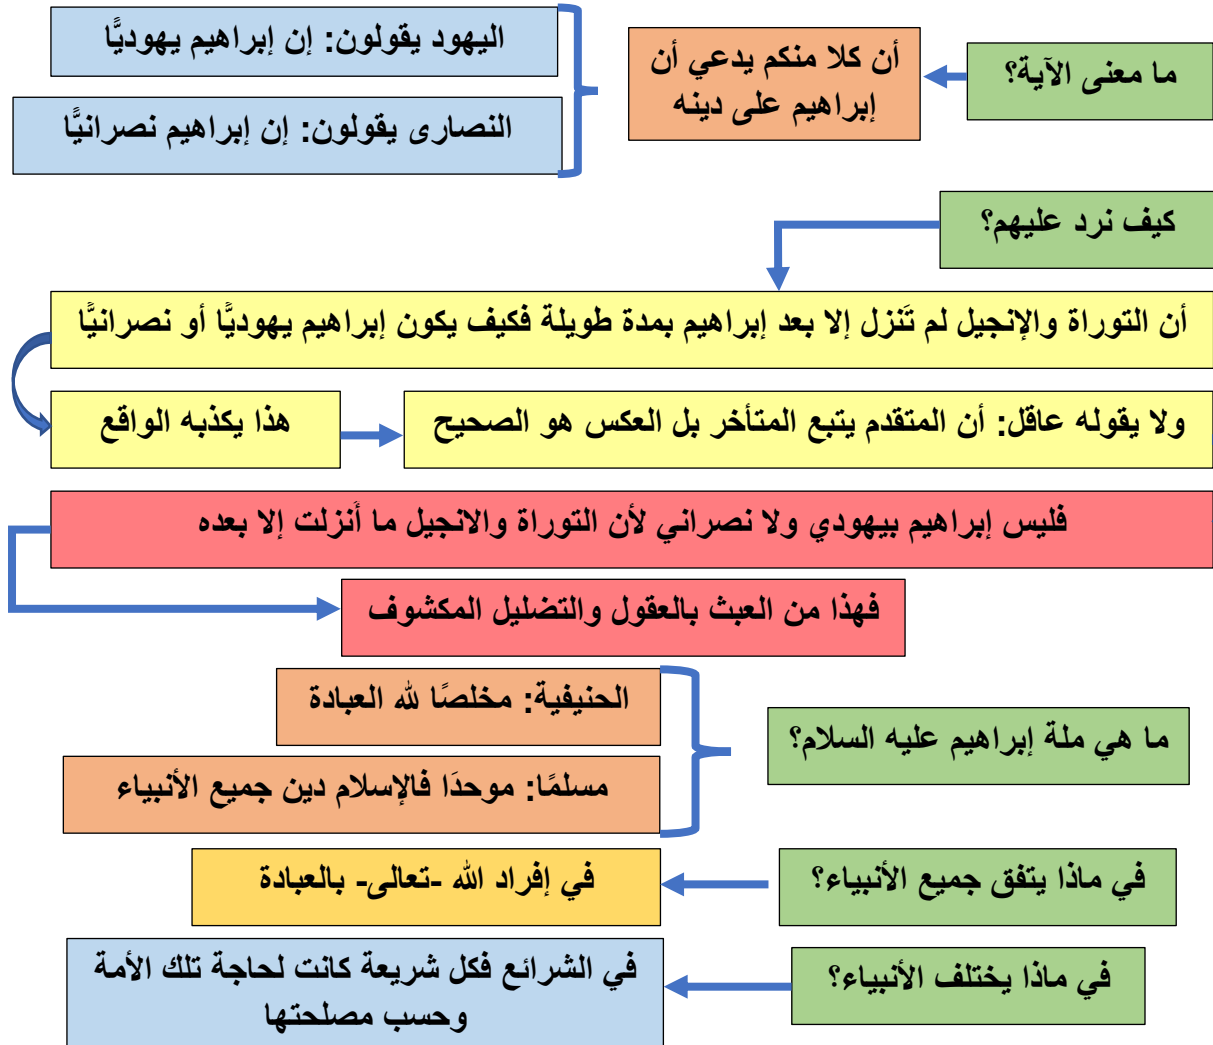 ما معنى الآية؟
أن كلا منكم يدعي أن
إبراهيم على دينه
اليهود يقولون: إن إبراهيم يهوديًّا
النصارى يقولون: إن إبراهيم نصرانيًّا
كيف نرد عليهم؟
أن التوراة والإنجيل لم تَنزل إلا بعد إبراهيم بمدة طويلة فكيف يكون إبراهيم يهوديًّا أو نصرانيًّا
ولا يقوله عاقل: أن المتقدم يتبع المتأخر بل العكس هو الصحيح
هذا يكذبه الواقع
فليس إبراهيم بيهودي ولا نصراني لأن التوراة والانجيل ما أنزلت إلا بعده
فهذا من العبث بالعقول والتضليل المكشوف
ما هي ملة إبراهيم عليه السلام؟
الحنيفية: مخلصًا لله العبادة
مسلمًا: موحدَا فالإسلام دين جميع الأنبياء
في ماذا يتفق جميع الأنبياء؟
في إفراد الله -تعالى- بالعبادة
في ماذا يختلف الأنبياء؟
في الشرائع فكل شريعة كانت لحاجة تلك الأمة
وحسب مصلحتها